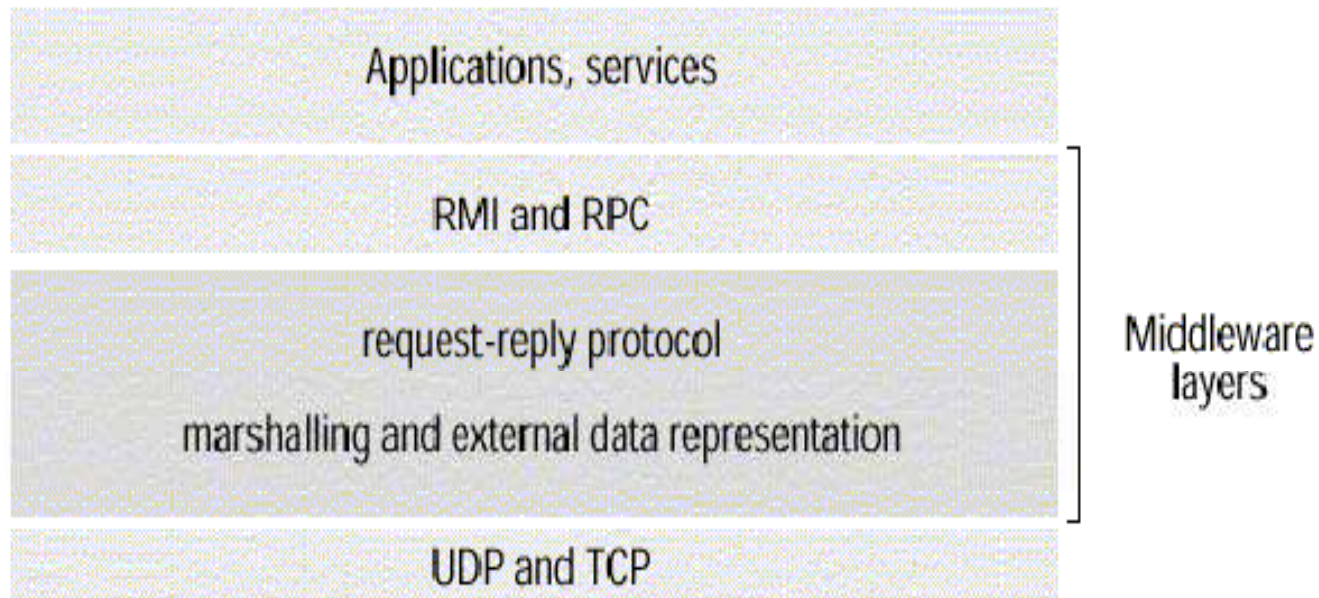 Applications, services
RMI and RPC
request-reply protocol
marshalling and external data representation
Middleware
layers
UDP and TCP